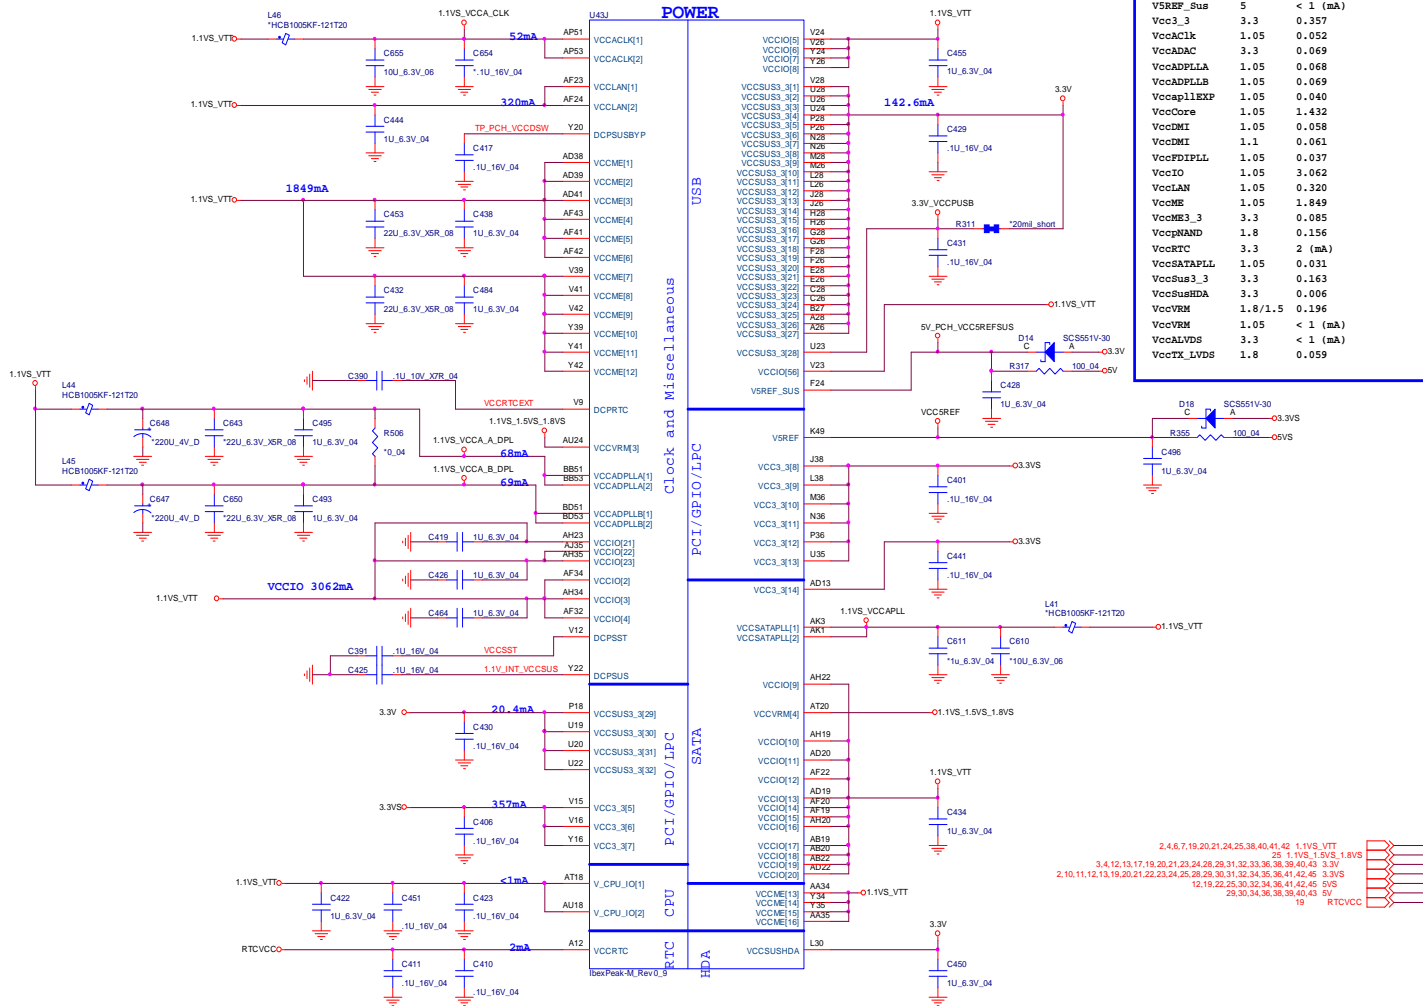 POWER
U43J
L46
*HCB1005KF-121T20
1.1VS_VTT
1.1VS_VCCA_CLK
52mA
C655
10U_6.3V_06
C654
*.1U_16V_04
AP51
VCCACLK[1]
AP53
VCCACLK[2]
AF23
VCCLAN[1]
1.1VS_VTT
320mA
AF24
VCCLAN[2]
C444
1U_6.3V_04
TP_PCH_VCCDSW
Y20
DCPSUSBYP
C417
.1U_16V_04
AD38
VCCME[1]
AD39
VCCME[2]
1849mA
1.1VS_VTT
AD41
VCCME[3]
AF43
VCCME[4]
AF41
VCCME[5]
AF42
VCCME[6]
C453
22U_6.3V_X5R_08
C438
1U_6.3V_04
V39
VCCME[7]
V41
VCCME[8]
V42
VCCME[9]
Y39
VCCME[10]
Y41
VCCME[11]
Y42
VCCME[12]
C432
22U_6.3V_X5R_08
C484
1U_6.3V_04
1.1VS_VTT
C390
.1U_10V_X7R_04
VCCRTCEXT
V9
DCPRTC
L44
HCB1005KF-121T20
C648
*220U_4V_D
C643
*22U_6.3V_X5R_08
C495
1U_6.3V_04
R506
*0_04
1.1VS_1.5VS_1.8VS
AU24
VCCVRM[3]
1.1VS_VCCA_A_DPL
68mA
BB51
VCCADPLLA[1]
BB53
VCCADPLLA[2]
L45
HCB1005KF-121T20
1.1VS_VCCA_B_DPL
69mA
C647
*220U_4V_D
C650
*22U_6.3V_X5R_08
C493
1U_6.3V_04
BD51
VCCADPLLB[1]
BD53
VCCADPLLB[2]
AH23
VCCIO[21]
AJ35
VCCIO[22]
AH35
VCCIO[23]
C419
1U_6.3V_04
C426
1U_6.3V_04
AF34
VCCIO[2]
VCCIO 3062mA
1.1VS_VTT
AH34
VCCIO[3]
C464
1U_6.3V_04
AF32
VCCIO[4]
V12
DCPSST
C391
.1U_16V_04
VCCSST
C425
.1U_16V_04
1.1V_INT_VCCSUS
Y22
DCPSUS
3.3V
20.4mA
P18
VCCSUS3_3[29]
U19
VCCSUS3_3[30]
U20
VCCSUS3_3[31]
U22
VCCSUS3_3[32]
C430
.1U_16V_04
3.3VS
357mA
V15
VCC3_3[5]
V16
VCC3_3[6]
Y16
VCC3_3[7]
C406
.1U_16V_04
1.1VS_VTT
<1mA
AT18
V_CPU_IO[1]
AU18
V_CPU_IO[2]
C422
1U_6.3V_04
C451
.1U_16V_04
C423
.1U_16V_04
RTCVCC
2mA
A12
VCCRTC
C411
.1U_16V_04
C410
.1U_16V_04
IbexPeak-M_Rev0_9
Clock and Miscellaneous
PCI/GPIO/LPC
CPU
RTC
USB
PCI/GPIO/LPC
SATA
HDA
1.1VS_VTT
V24
VCCIO[5]
V26
VCCIO[6]
Y24
VCCIO[7]
Y26
VCCIO[8]
C455
1U_6.3V_04
V28
VCCSUS3_3[1]
U28
VCCSUS3_3[2]
U26
VCCSUS3_3[3]
U24
VCCSUS3_3[4]
P28
VCCSUS3_3[5]
P26
VCCSUS3_3[6]
N28
VCCSUS3_3[7]
N26
VCCSUS3_3[8]
M28
VCCSUS3_3[9]
M26
VCCSUS3_3[10]
L28
VCCSUS3_3[11]
L26
VCCSUS3_3[12]
J28
VCCSUS3_3[13]
J26
VCCSUS3_3[14]
H28
VCCSUS3_3[15]
H26
VCCSUS3_3[16]
G28
VCCSUS3_3[17]
G26
VCCSUS3_3[18]
F28
VCCSUS3_3[19]
F26
VCCSUS3_3[20]
E28
VCCSUS3_3[21]
E26
VCCSUS3_3[22]
C28
VCCSUS3_3[23]
C26
VCCSUS3_3[24]
B27
VCCSUS3_3[25]
A28
VCCSUS3_3[26]
A26
VCCSUS3_3[27]
142.6mA
3.3V
C429
.1U_16V_04
3.3V_VCCPUSB
R311
*20mil_short
C431
.1U_16V_04
U23
VCCSUS3_3[28]
1.1VS_VTT
V23
VCCIO[56]
5V_PCH_VCC5REFSUS
F24
V5REF_SUS
D14
SCS551V-30
C
A
3.3V
R317
100_04
5V
C428
1U_6.3V_04
VCC5REF
K49
V5REF
D18
SCS551V-30
C
A
3.3VS
R355
100_04
5VS
C496
1U_6.3V_04
J38
VCC3_3[8]
L38
VCC3_3[9]
M36
VCC3_3[10]
N36
VCC3_3[11]
P36
VCC3_3[12]
U35
VCC3_3[13]
3.3VS
C401
.1U_16V_04
3.3VS
C441
.1U_16V_04
AD13
VCC3_3[14]
1.1VS_VCCAPLL
AK3
VCCSATAPLL[1]
AK1
VCCSATAPLL[2]
L41
*HCB1005KF-121T20
1.1VS_VTT
C611
*1u_6.3V_04
C610
*10U_6.3V_06
AH22
VCCIO[9]
AT20
VCCVRM[4]
1.1VS_1.5VS_1.8VS
AH19
VCCIO[10]
AD20
VCCIO[11]
AF22
VCCIO[12]
AD19
VCCIO[13]
AF20
VCCIO[14]
AF19
VCCIO[15]
AH20
VCCIO[16]
AB19
VCCIO[17]
AB20
VCCIO[18]
AB22
VCCIO[19]
AD22
VCCIO[20]
1.1VS_VTT
C434
1U_6.3V_04
AA34
VCCME[13]
Y34
VCCME[14]
Y35
VCCME[15]
AA35
VCCME[16]
1.1VS_VTT
3.3V
L30
VCCSUSHDA
C450
1U_6.3V_04
V5REF_Sus 5 < 1 (mA)
Vcc3_3 3.3 0.357
VccAClk 1.05 0.052
VccADAC 3.3 0.069
VccADPLLA 1.05 0.068
VccADPLLB 1.05 0.069
VccapllEXP 1.05 0.040
VccCore 1.05 1.432
VccDMI 1.05 0.058
VccDMI 1.1 0.061
VccFDIPLL 1.05 0.037
VccIO 1.05 3.062
VccLAN 1.05 0.320
VccME 1.05 1.849
VccME3_3 3.3 0.085
VccpNAND 1.8 0.156
VccRTC 3.3 2 (mA)
VccSATAPLL 1.05 0.031
VccSus3_3 3.3 0.163
VccSusHDA 3.3 0.006
VccVRM 1.8/1.5 0.196
VccVRM 1.05 < 1 (mA)
VccALVDS 3.3 < 1 (mA)
VccTX_LVDS 1.8 0.059
2,4,6,7,19,20,21,24,25,38,40,41,42 1.1VS_VTT
25 1.1VS_1.5VS_1.8VS
3,4,12,13,17,19,20,21,23,24,28,29,31,32,33,36,38,39,40,43 3.3V
2,10,11,12,13,19,20,21,22,23,24,25,28,29,30,31,32,34,35,36,41,42,45 3.3VS
12,19,22,25,30,32,34,36,41,42,45 5VS
29,30,34,36,38,39,40,43 5V
19 RTCVCC